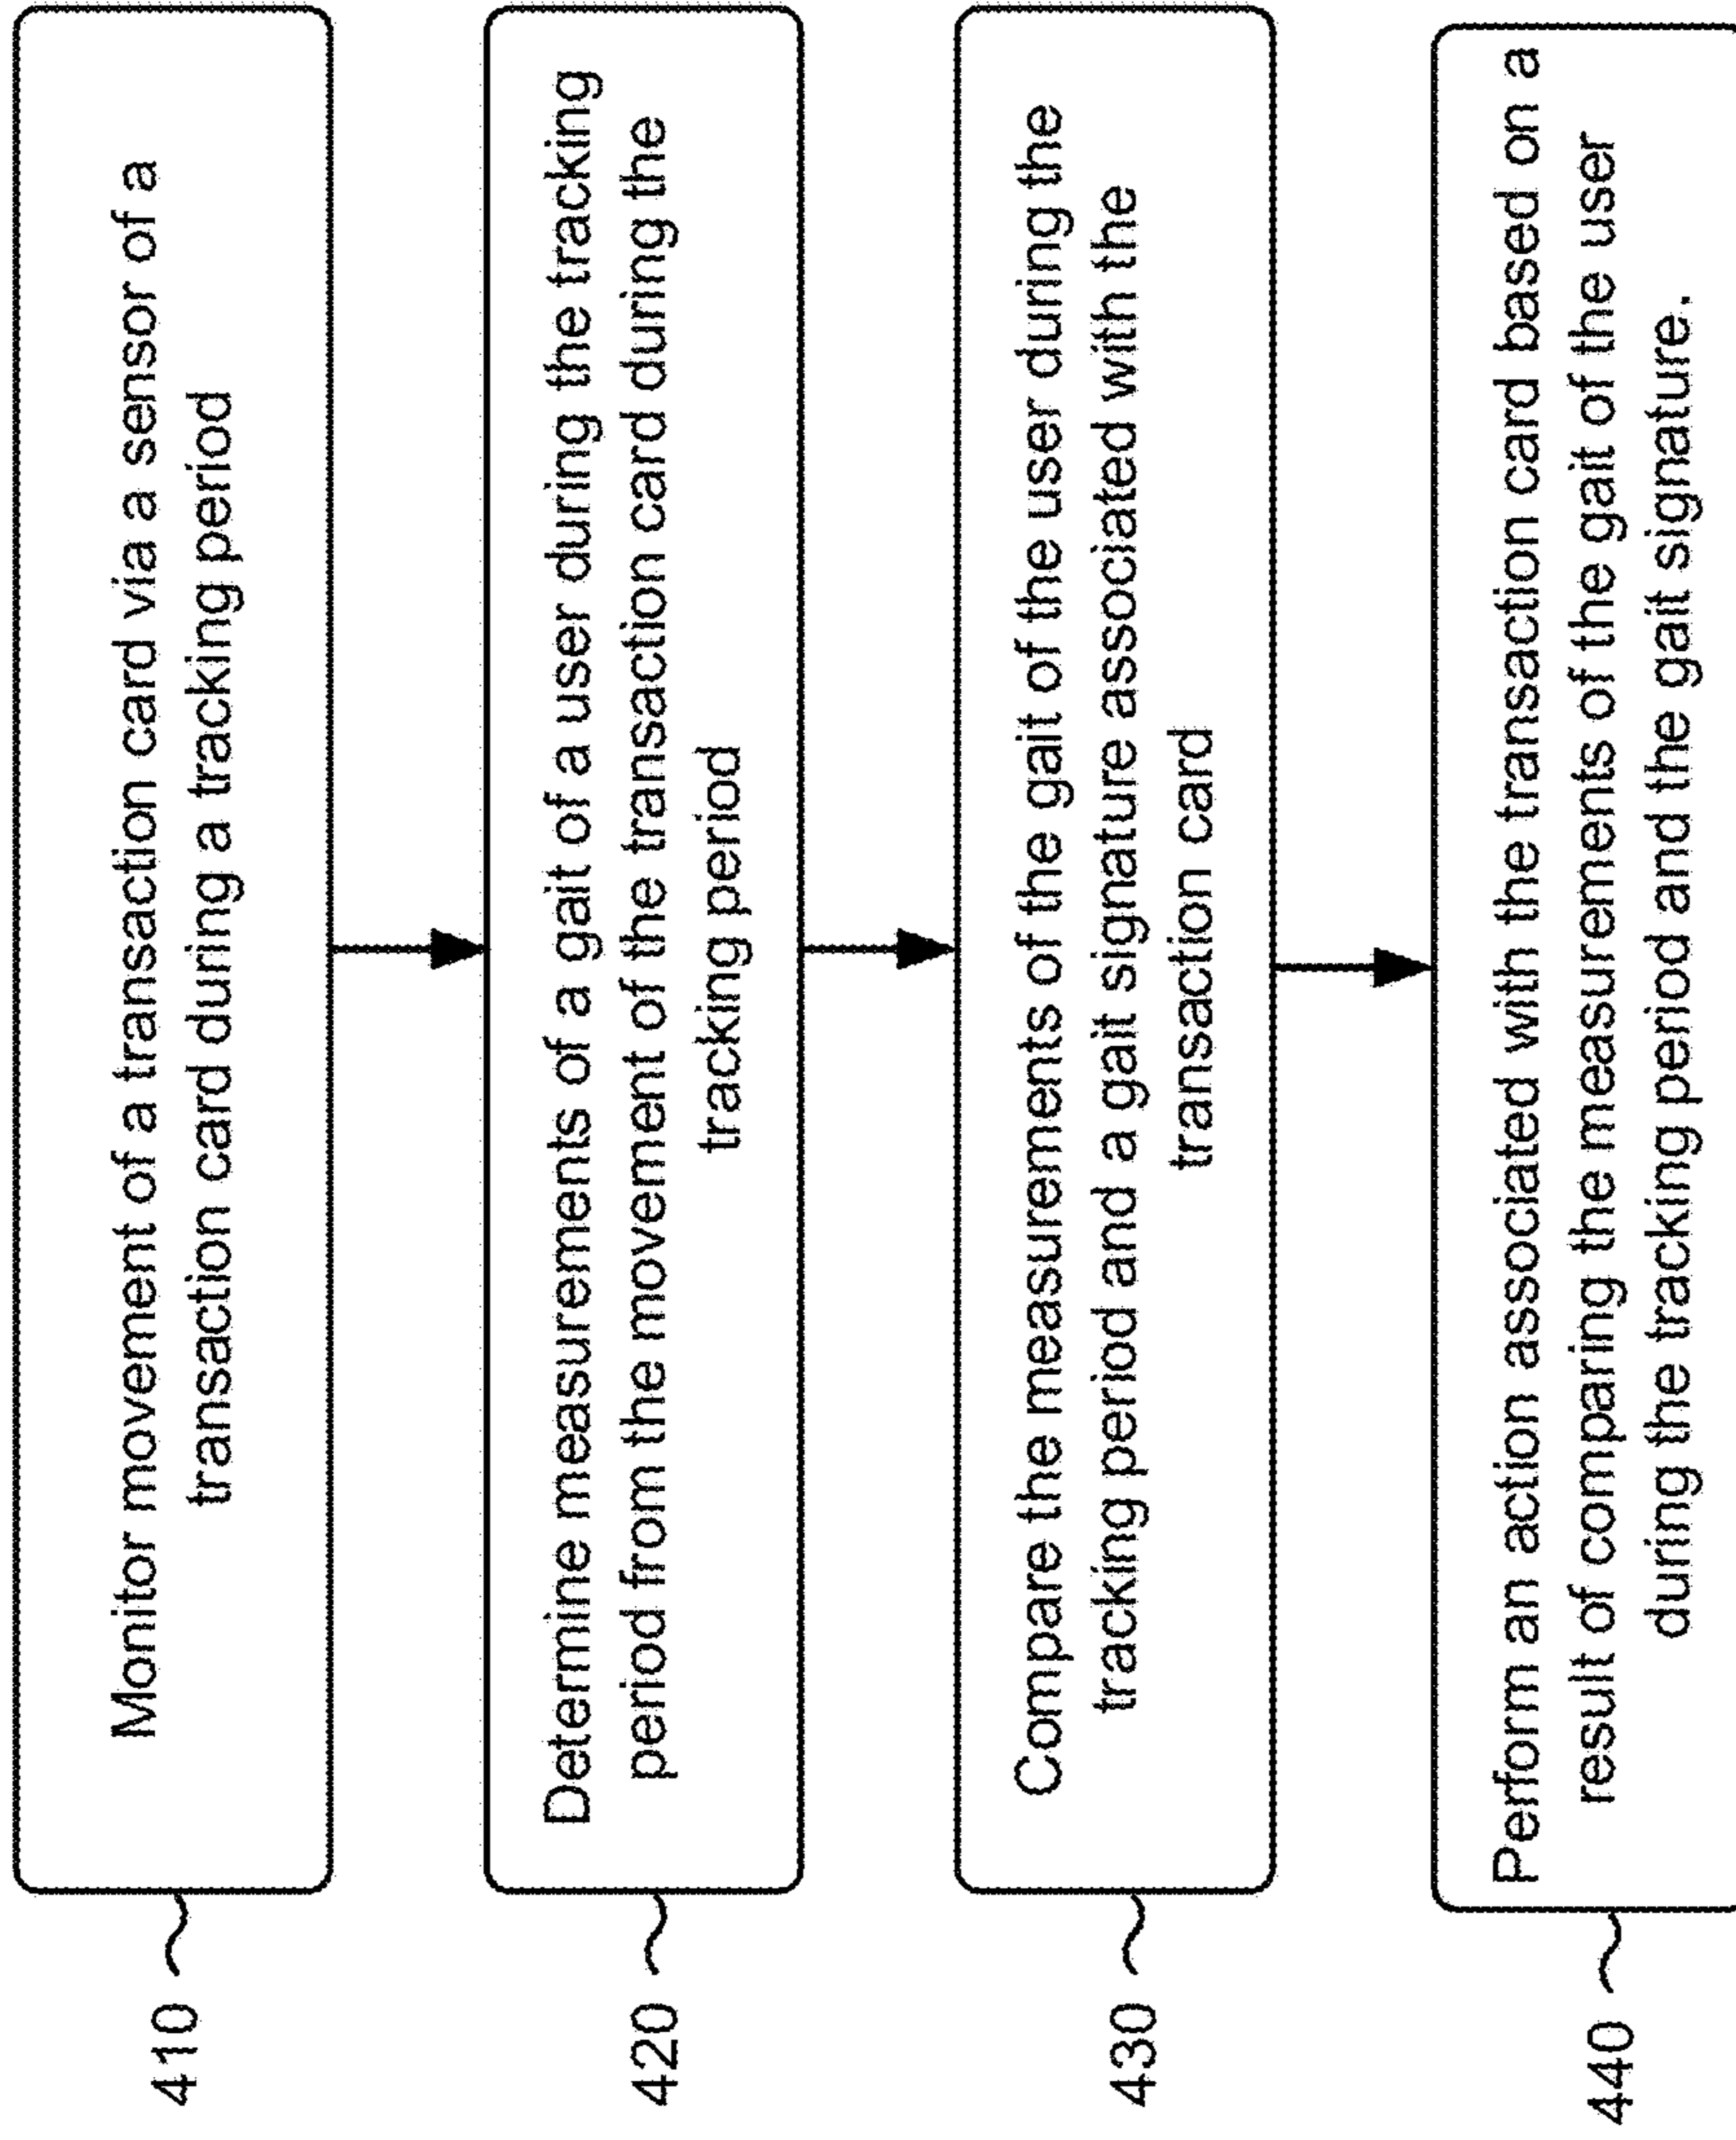 410
Monitor movement of a transaction card via a sensor of a
transaction card during a tracking period
420
Determine measurements of a gait of a user during the tracking
period from the movement of the transaction card during the
tracking period
430
Compare the measurements of the gait of the user during the
tracking period and a gait signature associated with the
transaction card
440
Perform an action associated with the transaction card based on a
result of comparing the measurements of the gait of the user
during the tracking period and the gait signature.